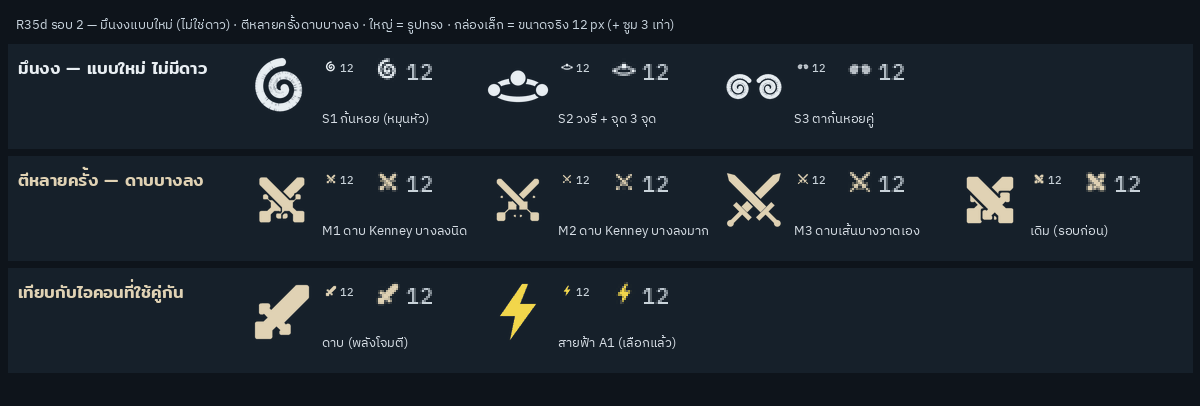 R35d รอบ 2 — มึนงงแบบใหม่ (ไม่ใช่ดาว) · ตีหลายครั้งดาบบางลง · ใหญ่ = รูปทรง · กล่องเล็ก = ขนาดจริง 12 px (+ ซูม 3 เท่า)
มึนงง — แบบใหม่ ไม่มีดาว
12 12 12 12 12 12
S1 ก้นหอย (หมุนหัว) S2 วงรี + จุด 3 จุด S3 ตาก้นหอยคู่
ตีหลายครั้ง — ดาบบางลง
12 12 12 12 12 12 12 12
M1 ดาบ Kenney บางลงนิด M2 ดาบ Kenney บางลงมาก M3 ดาบเส้นบางวาดเอง เดิม (รอบก่อน)
เทียบกับไอคอนที่ใช้คู่กัน
12 12 12 12
ดาบ (พลังโจมตี) สายฟ้า A1 (เลือกแล้ว)